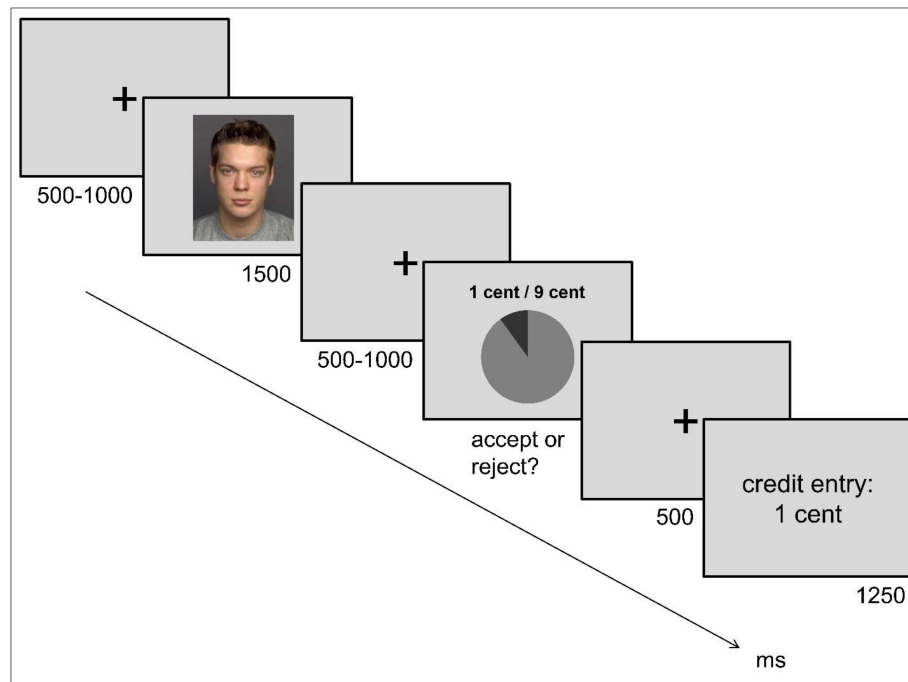 500-1000
1500
500-1000
1 cent / 9 cent
accept or
reject?
500
credit entry:
1 cent
1250
ms